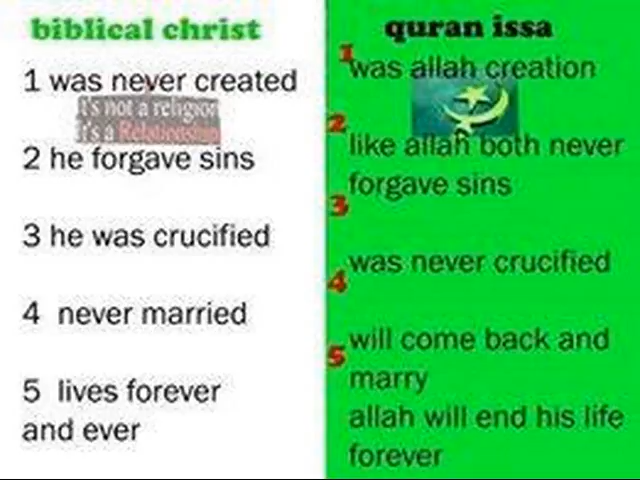 biblical christ
1 was never created
it's not a religion
it's a Relationship
2 he forgave sins
3 he was crucified
4 never married
5 lives forever
and ever
quran issa
1
was allah creation
2
like allah both never
forgave sins
3
was never crucified
4
will come back and
marry
5
allah will end his life
forever